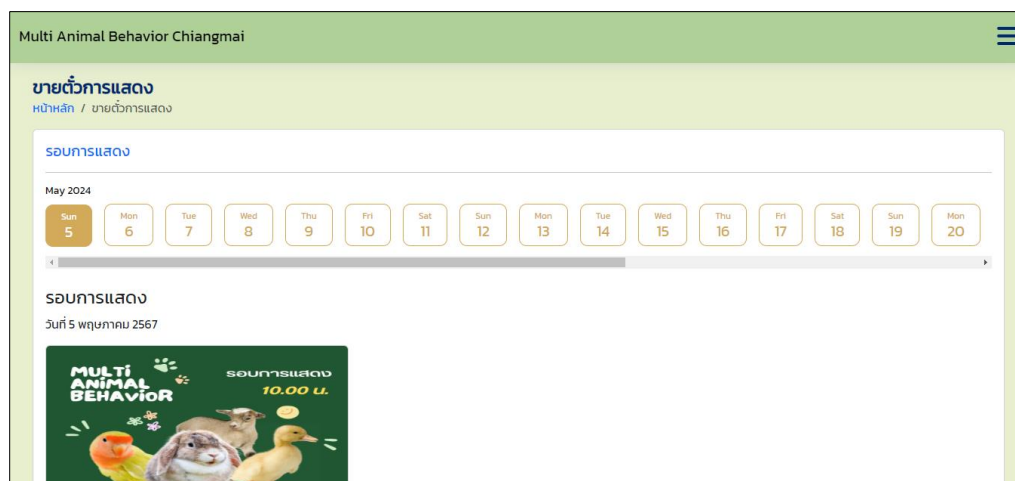 Multi Animal Behavior Chiangmai
ขายตั๋วการแสดง
หน้าหลัก / ขายตั๋วการแสดง
รอบการแสดง
May 2024
Sun Mon Tue Wed Thu Fri Sat Sun Mon Tue Wed Thu Fri Sat Sun Mon
5 6 7 8 9 10 11 12 13 14 15 16 17 18 19 20
รอบการแสดง
วันที่ 5 พฤษภาคม 2567
MULTi
ANiMAL
BEHAViOR
รอบการแสดง
10.00 น.